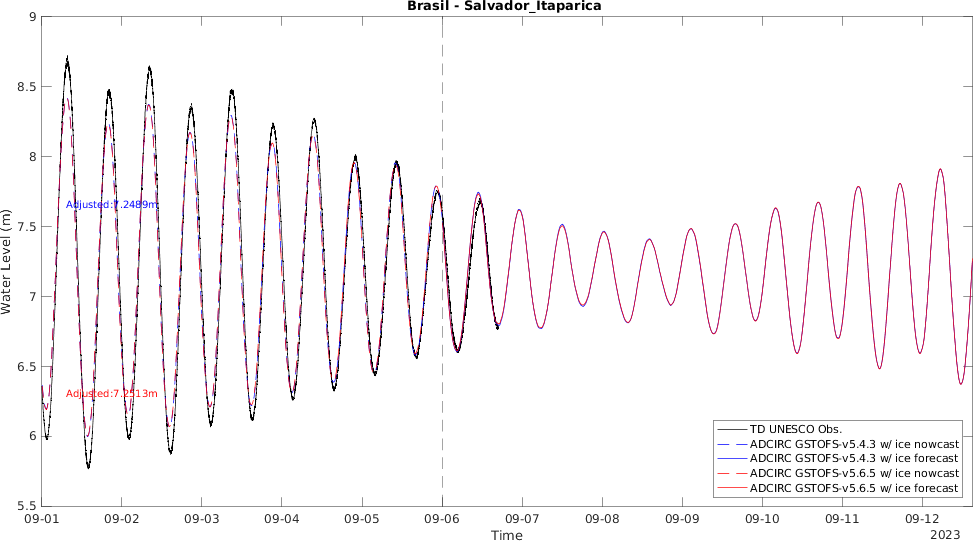 Brasil - Salvador_Itaparica
9
8.5
8
7.5
7
6.5
6
5.5
Water Level (m)
Adjusted:7.2489m
Adjusted:7.2513m
TD UNESCO Obs.
ADCIRC GSTOFS-v5.4.3 w/ ice nowcast
ADCIRC GSTOFS-v5.4.3 w/ ice forecast
ADCIRC GSTOFS-v5.6.5 w/ ice nowcast
ADCIRC GSTOFS-v5.6.5 w/ ice forecast
09-01 09-02 09-03 09-04 09-05 09-06 09-07 09-08 09-09 09-10 09-11 09-12
Time
2023